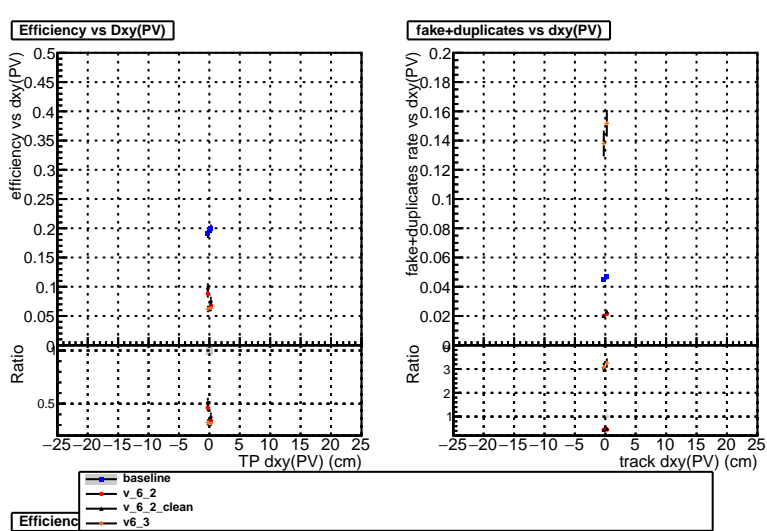 Efficiency vs Dxy(PV)
fake+duplicates vs dxy(PV)
efficiency vs dxy(PV)
0.5
0.45
0.4
0.35
0.3
0.25
0.2
0.15
0.1
0.05
0
Ratio
1
0.5
−25 −20 −15 −10 −5 0 5 10 15 20 25
TP dxy(PV) (cm)
fake+duplicates rate vs dxy(PV)
0.2
0.18
0.16
0.14
0.12
0.1
0.08
0.06
0.04
0.02
0
Ratio
3
2
1
−25 −20 −15 −10 −5 0 5 10 15 20 25
track dxy(PV) (cm)
baseline
v_6_2
v_6_2_clean
v6_3
Efficienc